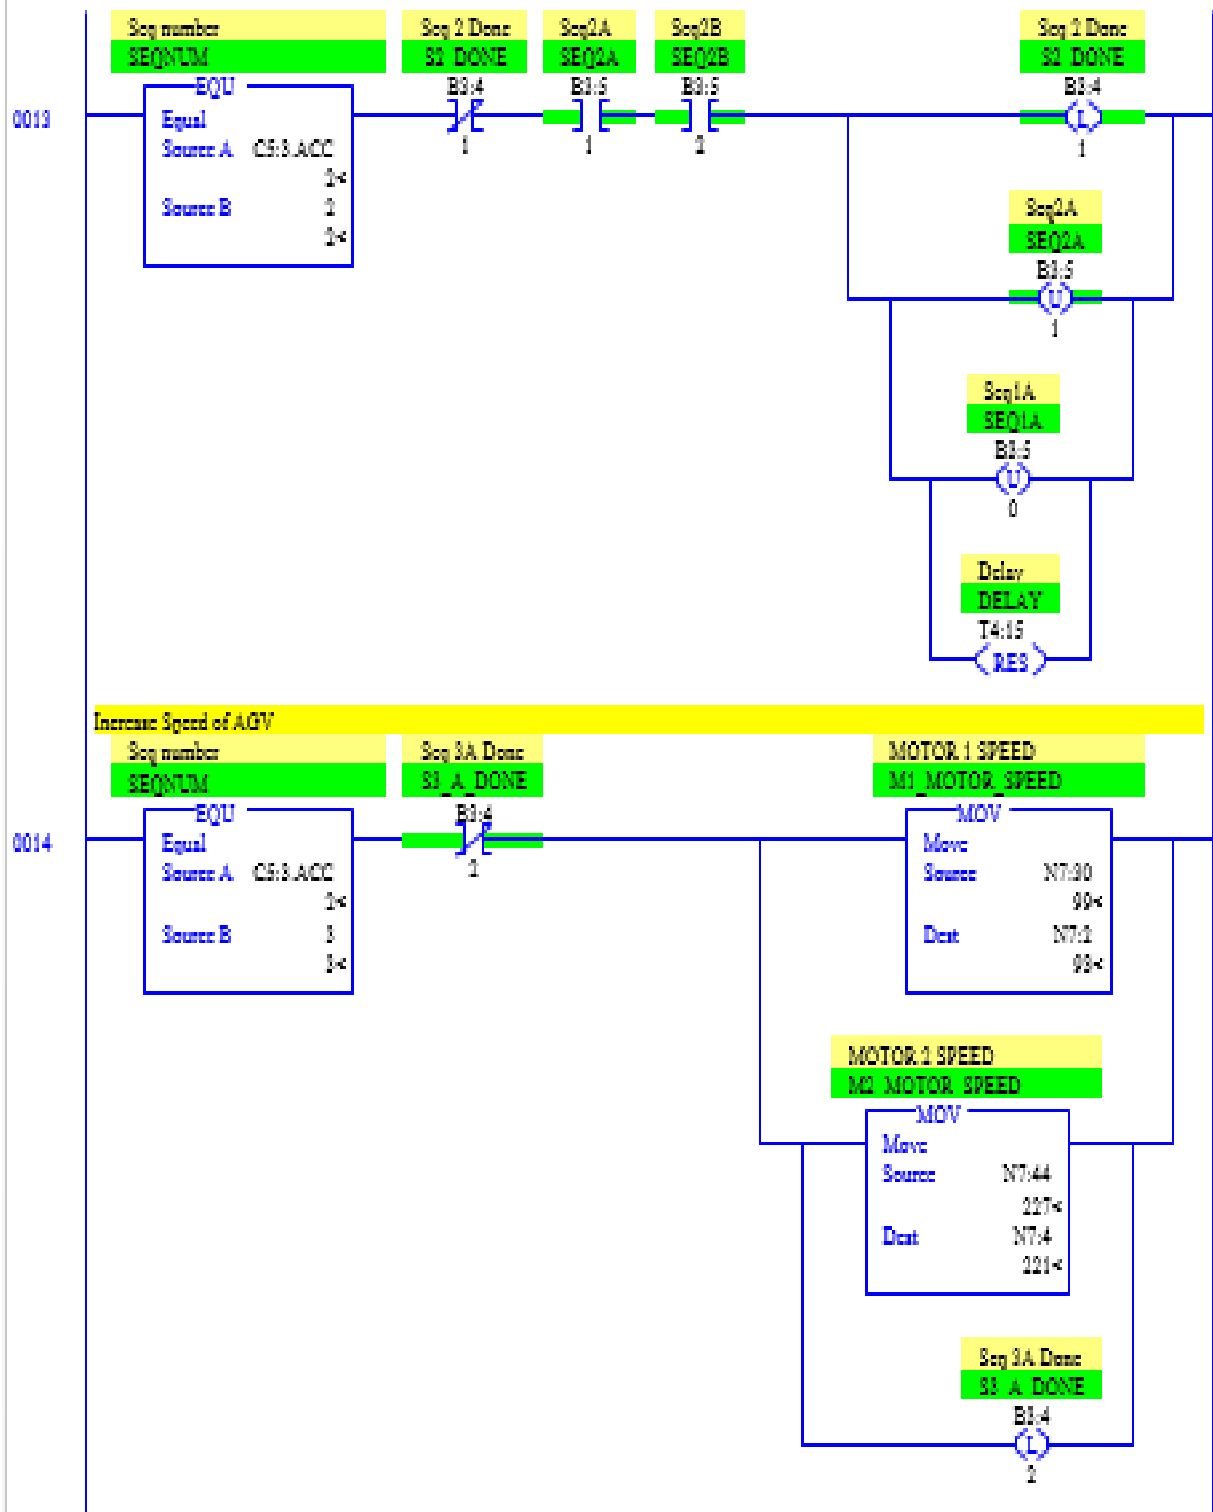 Seq number
SEQNUM
EQU
Equal
Source A C5:3.ACC
2<
Source B 2
2<
Seq 2 Done
S2_DONE
B3:4
1
Seq2A
SEQ2A
B3:5
1
Seq2B
SEQ2B
B3:5
2
Seq 2 Done
S2_DONE
B3:4
L
1
0013
Seq2A
SEQ2A
B3:5
U
1
Seq1A
SEQ1A
B3:5
U
0
Delay
DELAY
T4:15
RES
Increase Speed of AGV
Seq number
SEQNUM
EQU
Equal
Source A C5:3.ACC
2<
Source B 3
3<
Seq 3A Done
S3_A_DONE
B3:4
2
MOTOR 1 SPEED
M1_MOTOR_SPEED
MOV
Move
Source N7:30
99<
Dest N7:2
93<
0014
MOTOR 2 SPEED
M2_MOTOR_SPEED
MOV
Move
Source N7:44
227<
Dest N7:4
221<
Seq 3A Done
S3_A_DONE
B3:4
L
2